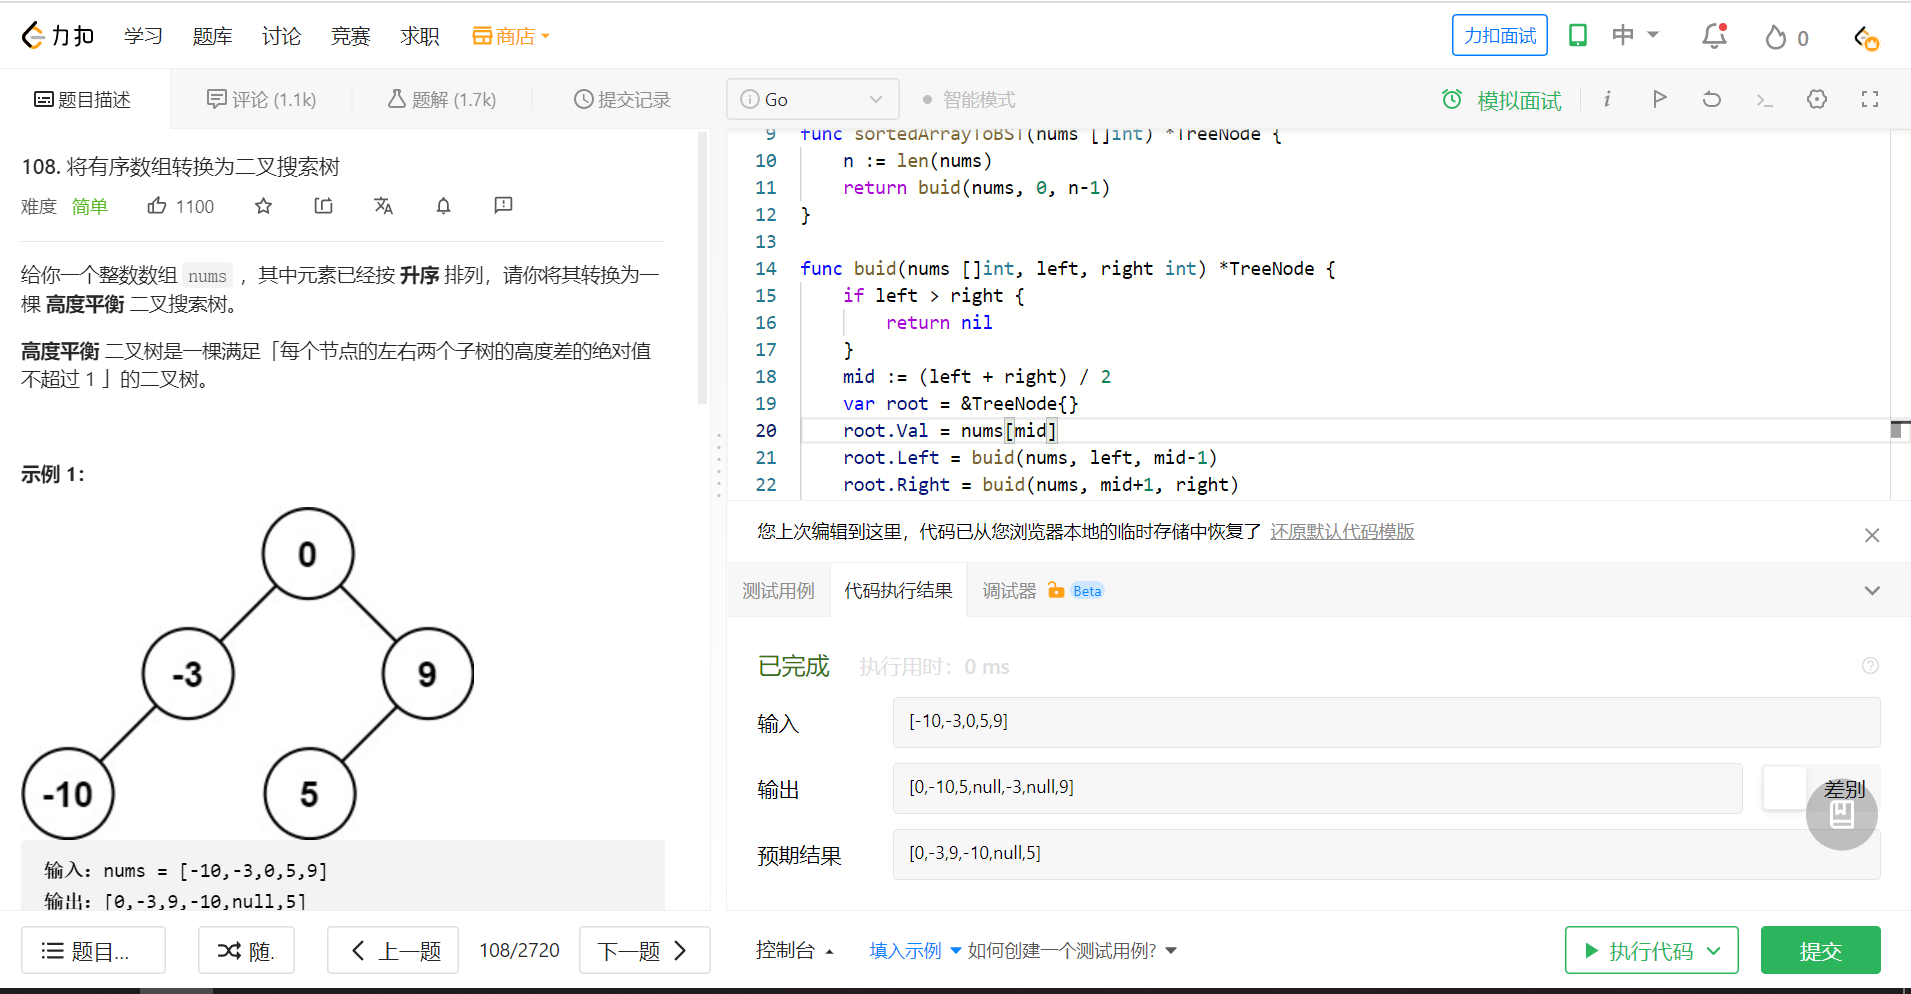 力扣 学习 题库 讨论 竞赛 求职 商店 力扣面试 中 0
题目描述 评论 (1.1k) 题解 (1.7k) 提交记录
Go 智能模式 模拟面试
108. 将有序数组转换为二叉搜索树
难度 简单 1100
给你一个整数数组 nums ，其中元素已经按 升序 排列，请你将其转换为一
棵 高度平衡 二叉搜索树。
高度平衡 二叉树是一棵满足「每个节点的左右两个子树的高度差的绝对值
不超过 1 」的二叉树。
示例 1：
0
-3 9
-10 5
输入：nums = [-10,-3,0,5,9]
输出：[0,-3,9,-10,null,5]
题目... 随. 上一题 108/2720 下一题
9 func sortedArrayToBST(nums []int) *TreeNode {
10 n := len(nums)
11 return buid(nums, 0, n-1)
12 }
13
14 func buid(nums []int, left, right int) *TreeNode {
15 if left > right {
16 return nil
17 }
18 mid := (left + right) / 2
19 var root = &TreeNode{}
20 root.Val = nums[mid]
21 root.Left = buid(nums, left, mid-1)
22 root.Right = buid(nums, mid+1, right)
您上次编辑到这里，代码已从您浏览器本地的临时存储中恢复了 还原默认代码模版
测试用例 代码执行结果 调试器 Beta
已完成 执行用时：0 ms
输入 [-10,-3,0,5,9]
输出 [0,-10,5,null,-3,null,9] 差别
预期结果 [0,-3,9,-10,null,5]
控制台 填入示例 如何创建一个测试用例? 执行代码 提交